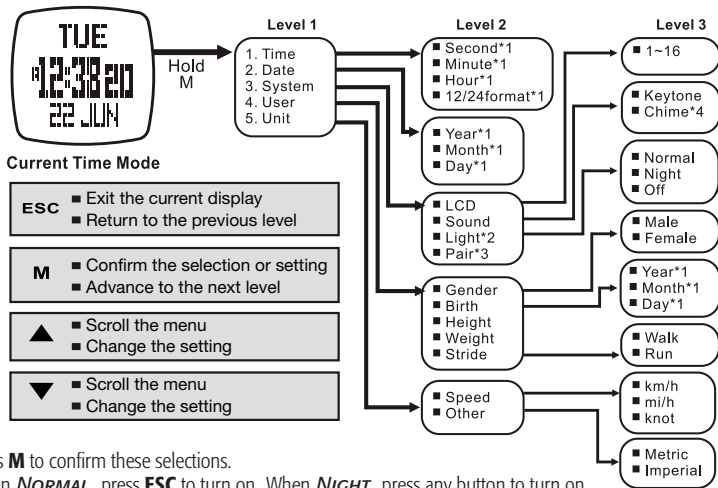 TUE
12:38 20
22 JUN
Current Time Mode
Hold
M
ESC
■ Exit the current display
■ Return to the previous level
M
■ Confirm the selection or setting
■ Advance to the next level
▲
■ Scroll the menu
■ Change the setting
▼
■ Scroll the menu
■ Change the setting
Level 1
1. Time
2. Date
3. System
4. User
5. Unit
Level 2
■ Second*1
■ Minute*1
■ Hour*1
■ 12/24format*1
■ Year*1
■ Month*1
■ Day*1
■ LCD
■ Sound
■ Light*2
■ Pair*3
■ Gender
■ Birth
■ Height
■ Weight
■ Stride
■ Speed
■ Other
Level 3
■ 1~16
■ Keytone
■ Chime*4
■ Normal
■ Night
■ Off
■ Male
■ Female
■ Year*1
■ Month*1
■ Day*1
■ Walk
■ Run
■ km/h
■ mi/h
■ knot
■ Metric
■ Imperial
M to confirm these selections.
NORMAL, press ESC to turn on. When NIGHT, press any button to turn on